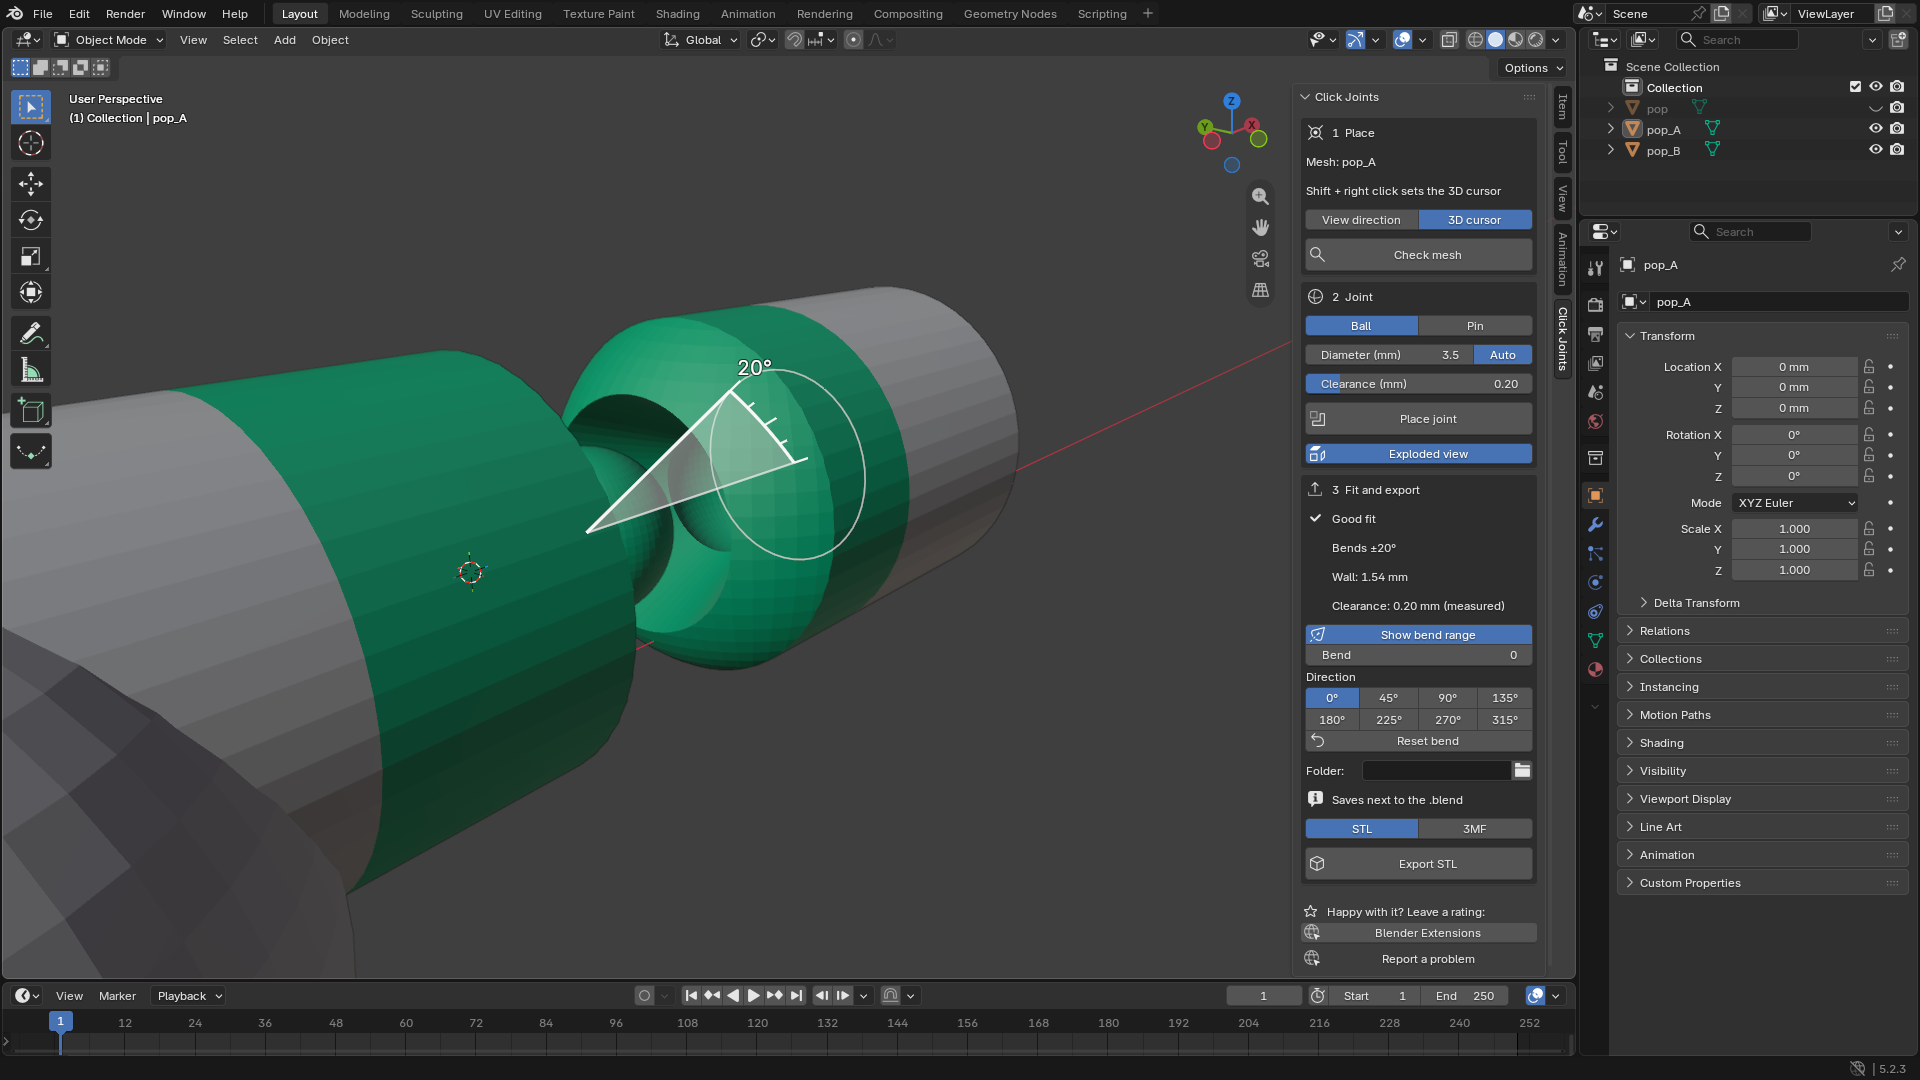 File Edit Render Window Help Layout Modeling Sculpting UV Editing Texture Paint Shading Animation Rendering Compositing Geometry Nodes Scripting + Scene ViewLayer
Object Mode View Select Add Object Global Search
Options
User Perspective
(1) Collection | pop_A
Z
Y
X
20°
Click Joints
1 Place
Mesh: pop_A
Shift + right click sets the 3D cursor
View direction 3D cursor
Check mesh
2 Joint
Ball Pin
Diameter (mm) 3.5 Auto
Clearance (mm) 0.20
Place joint
Exploded view
3 Fit and export
Good fit
Bends ±20°
Wall: 1.54 mm
Clearance: 0.20 mm (measured)
Show bend range
Bend 0
Direction
0° 45° 90° 135°
180° 225° 270° 315°
Reset bend
Folder:
Saves next to the .blend
STL 3MF
Export STL
Happy with it? Leave a rating:
Blender Extensions
Report a problem
Item
Tool
View
Animation
Click Joints
Scene Collection
Collection
pop
pop_A
pop_B
Search
pop_A
pop_A
Transform
Location X 0 mm
Y 0 mm
Z 0 mm
Rotation X 0°
Y 0°
Z 0°
Mode XYZ Euler
Scale X 1.000
Y 1.000
Z 1.000
Delta Transform
Relations
Collections
Instancing
Motion Paths
Shading
Visibility
Viewport Display
Line Art
Animation
Custom Properties
View Marker Playback 1 Start 1 End 250
1 12 24 36 48 60 72 84 96 108 120 132 144 156 168 180 192 204 216 228 240 252
5.2.3